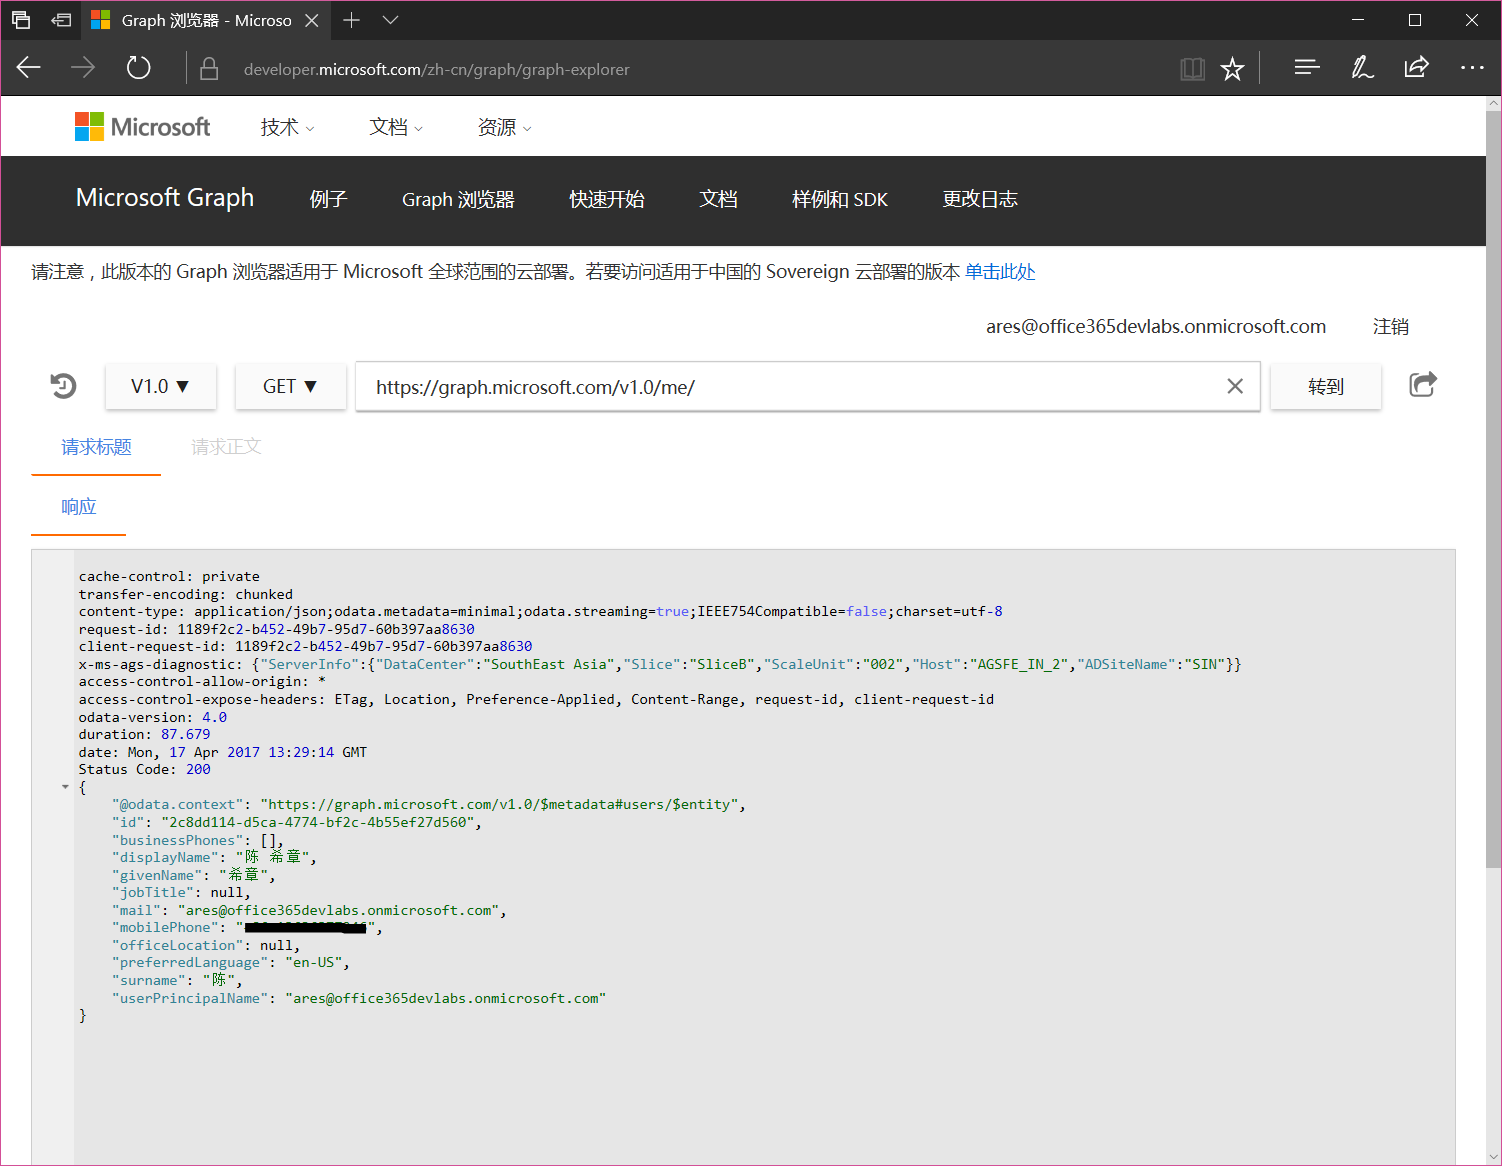 Graph 浏览器 - Microso
developer.microsoft.com/zh-cn/graph/graph-explorer
Microsoft 技术 文档 资源
Microsoft Graph 例子 Graph 浏览器 快速开始 文档 样例和 SDK 更改日志
请注意，此版本的 Graph 浏览器适用于 Microsoft 全球范围的云部署。若要访问适用于中国的 Sovereign 云部署的版本 单击此处
ares@office365devlabs.onmicrosoft.com 注销
V1.0 ▼ GET ▼ https://graph.microsoft.com/v1.0/me/ 转到
请求标题 请求正文
响应
cache-control: private
transfer-encoding: chunked
content-type: application/json;odata.metadata=minimal;odata.streaming=true;IEEE754Compatible=false;charset=utf-8
request-id: 1189f2c2-b452-49b7-95d7-60b397aa8630
client-request-id: 1189f2c2-b452-49b7-95d7-60b397aa8630
x-ms-ags-diagnostic: {"ServerInfo":{"DataCenter":"SouthEast Asia","Slice":"SliceB","ScaleUnit":"002","Host":"AGSFE_IN_2","ADSiteName":"SIN"}}
access-control-allow-origin: *
access-control-expose-headers: ETag, Location, Preference-Applied, Content-Range, request-id, client-request-id
odata-version: 4.0
duration: 87.679
date: Mon, 17 Apr 2017 13:29:14 GMT
Status Code: 200
{
"@odata.context": "https://graph.microsoft.com/v1.0/$metadata#users/$entity",
"id": "2c8dd114-d5ca-4774-bf2c-4b55ef27d560",
"businessPhones": [],
"displayName": "陈 希章",
"givenName": "希章",
"jobTitle": null,
"mail": "ares@office365devlabs.onmicrosoft.com",
"mobilePhone": "",
"officeLocation": null,
"preferredLanguage": "en-US",
"surname": "陈",
"userPrincipalName": "ares@office365devlabs.onmicrosoft.com"
}